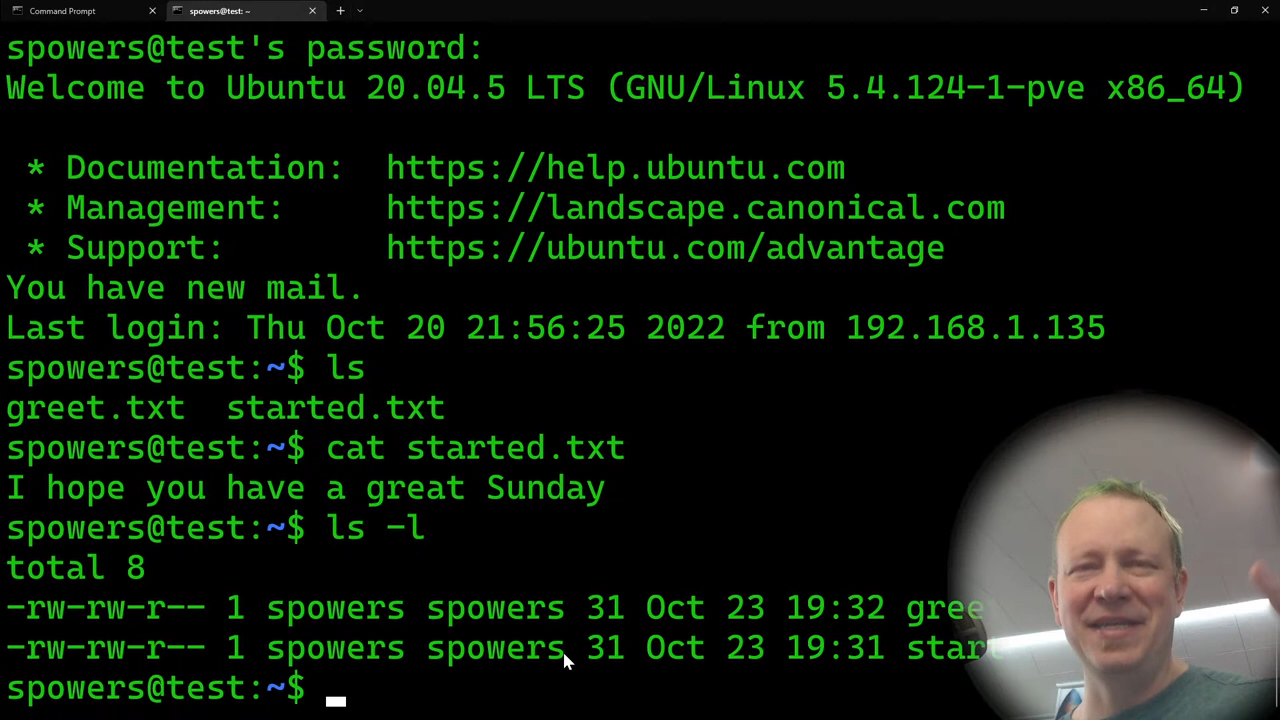 Command Prompt
spowers@test: ~
spowers@test's password:
Welcome to Ubuntu 20.04.5 LTS (GNU/Linux 5.4.124-1-pve x86_64)
* Documentation:  https://help.ubuntu.com
* Management:     https://landscape.canonical.com
* Support:        https://ubuntu.com/advantage
You have new mail.
Last login: Thu Oct 20 21:56:25 2022 from 192.168.1.135
spowers@test:~$ ls
greet.txt  started.txt
spowers@test:~$ cat started.txt
I hope you have a great Sunday
spowers@test:~$ ls -l
total 8
-rw-rw-r-- 1 spowers spowers 31 Oct 23 19:32 gree
-rw-rw-r-- 1 spowers spowers 31 Oct 23 19:31 start
spowers@test:~$